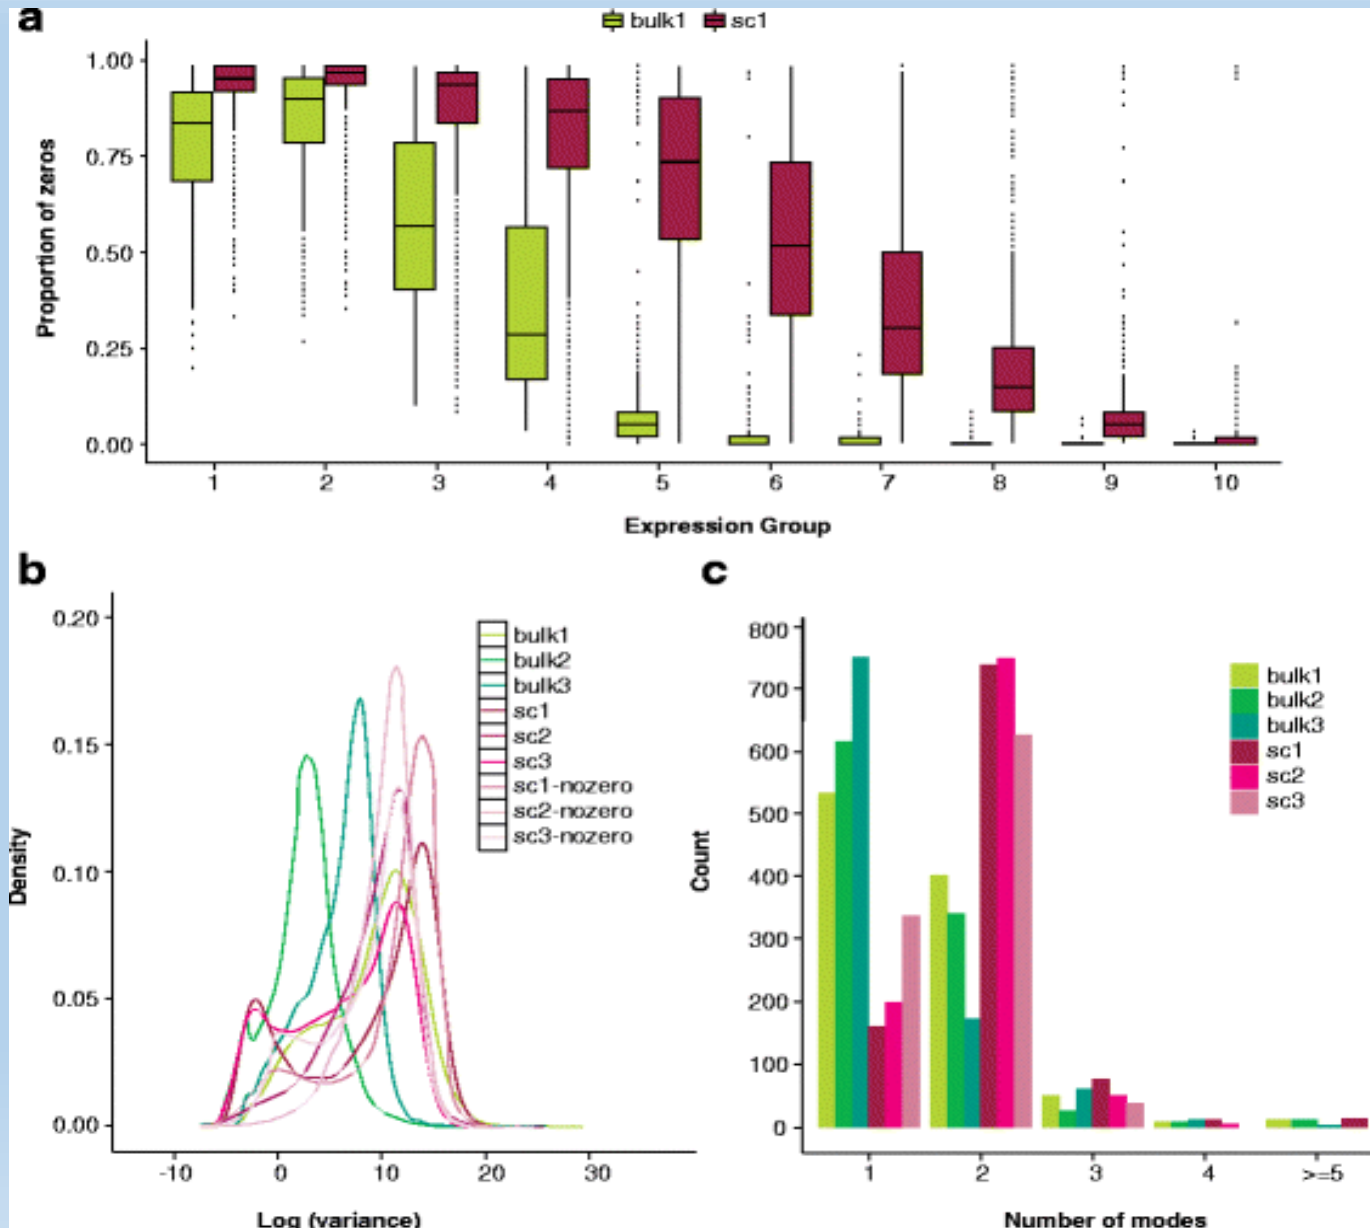 a
bulk1 sc1
1.00
0.75
0.50
0.25
0.00
Proportion of zeros
1 2 3 4 5 6 7 8 9 10
Expression Group
b
0.20
0.15
0.10
0.05
0.00
Density
bulk1
bulk2
bulk3
sc1
sc2
sc3
sc1-nozero
sc2-nozero
sc3-nozero
-10 0 10 20 30
Log (variance)
c
800
700
600
500
400
300
200
100
0
Count
bulk1
bulk2
bulk3
sc1
sc2
sc3
1 2 3 4 >=5
Number of modes